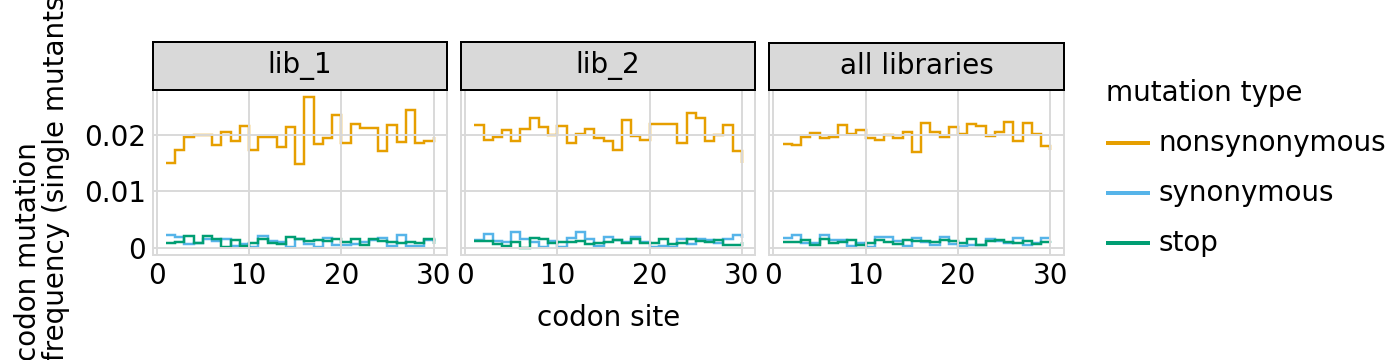 lib_1
lib_2
all libraries
codon mutation
frequency (single mutants
0.02
0.01
0
0
10
20
30
0
10
20
30
0
10
20
30
codon site
mutation type
nonsynonymous
synonymous
stop